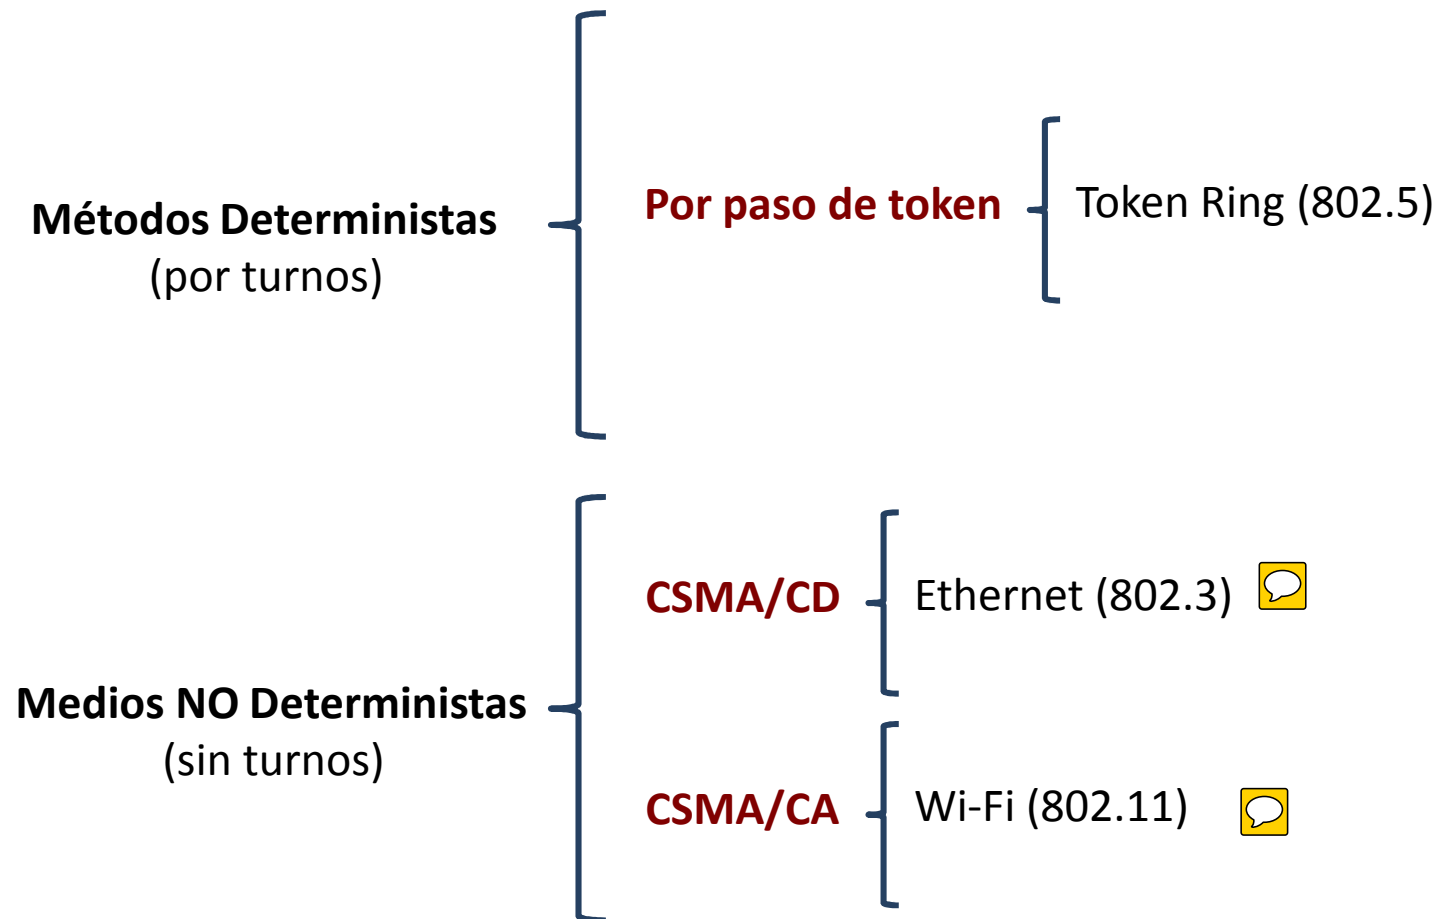 Métodos Deterministas
(por turnos)
Por paso de token
Token Ring (802.5)
Medios NO Deterministas
(sin turnos)
CSMA/CD
Ethernet (802.3)
CSMA/CA
Wi-Fi (802.11)